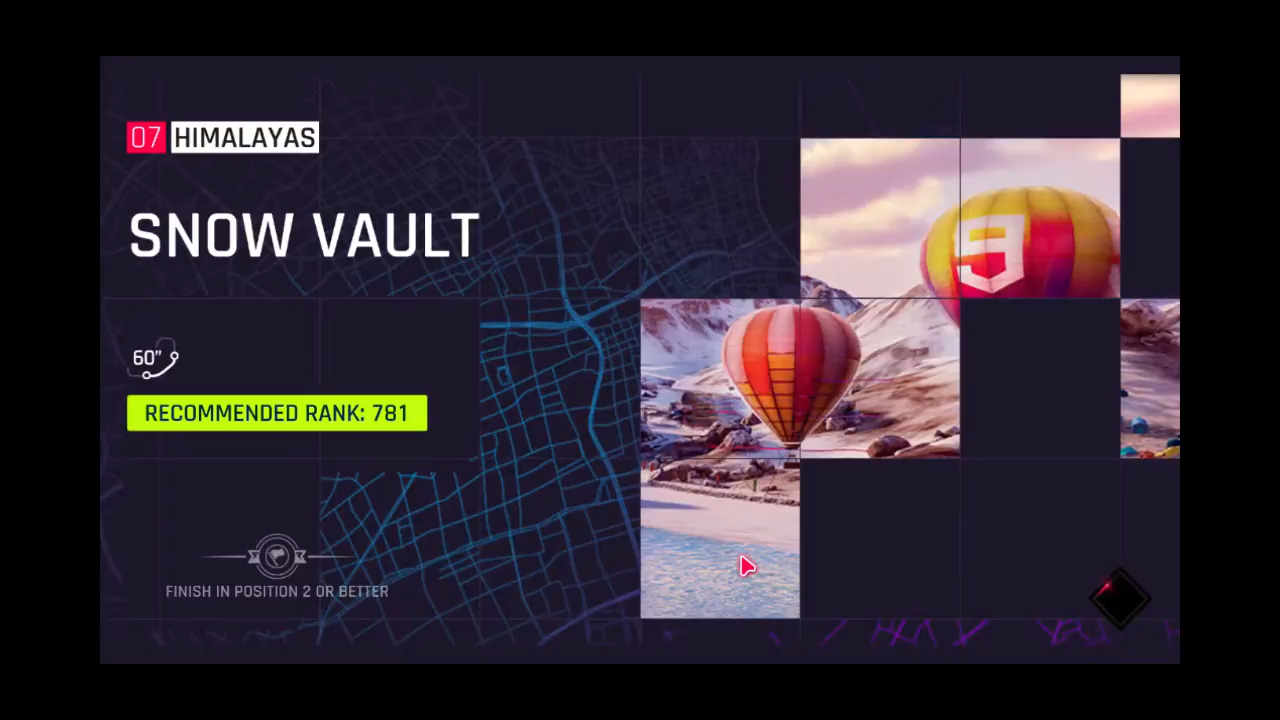 07 HIMALAYAS
SNOW VAULT
60"
RECOMMENDED RANK: 781
FINISH IN POSITION 2 OR BETTER